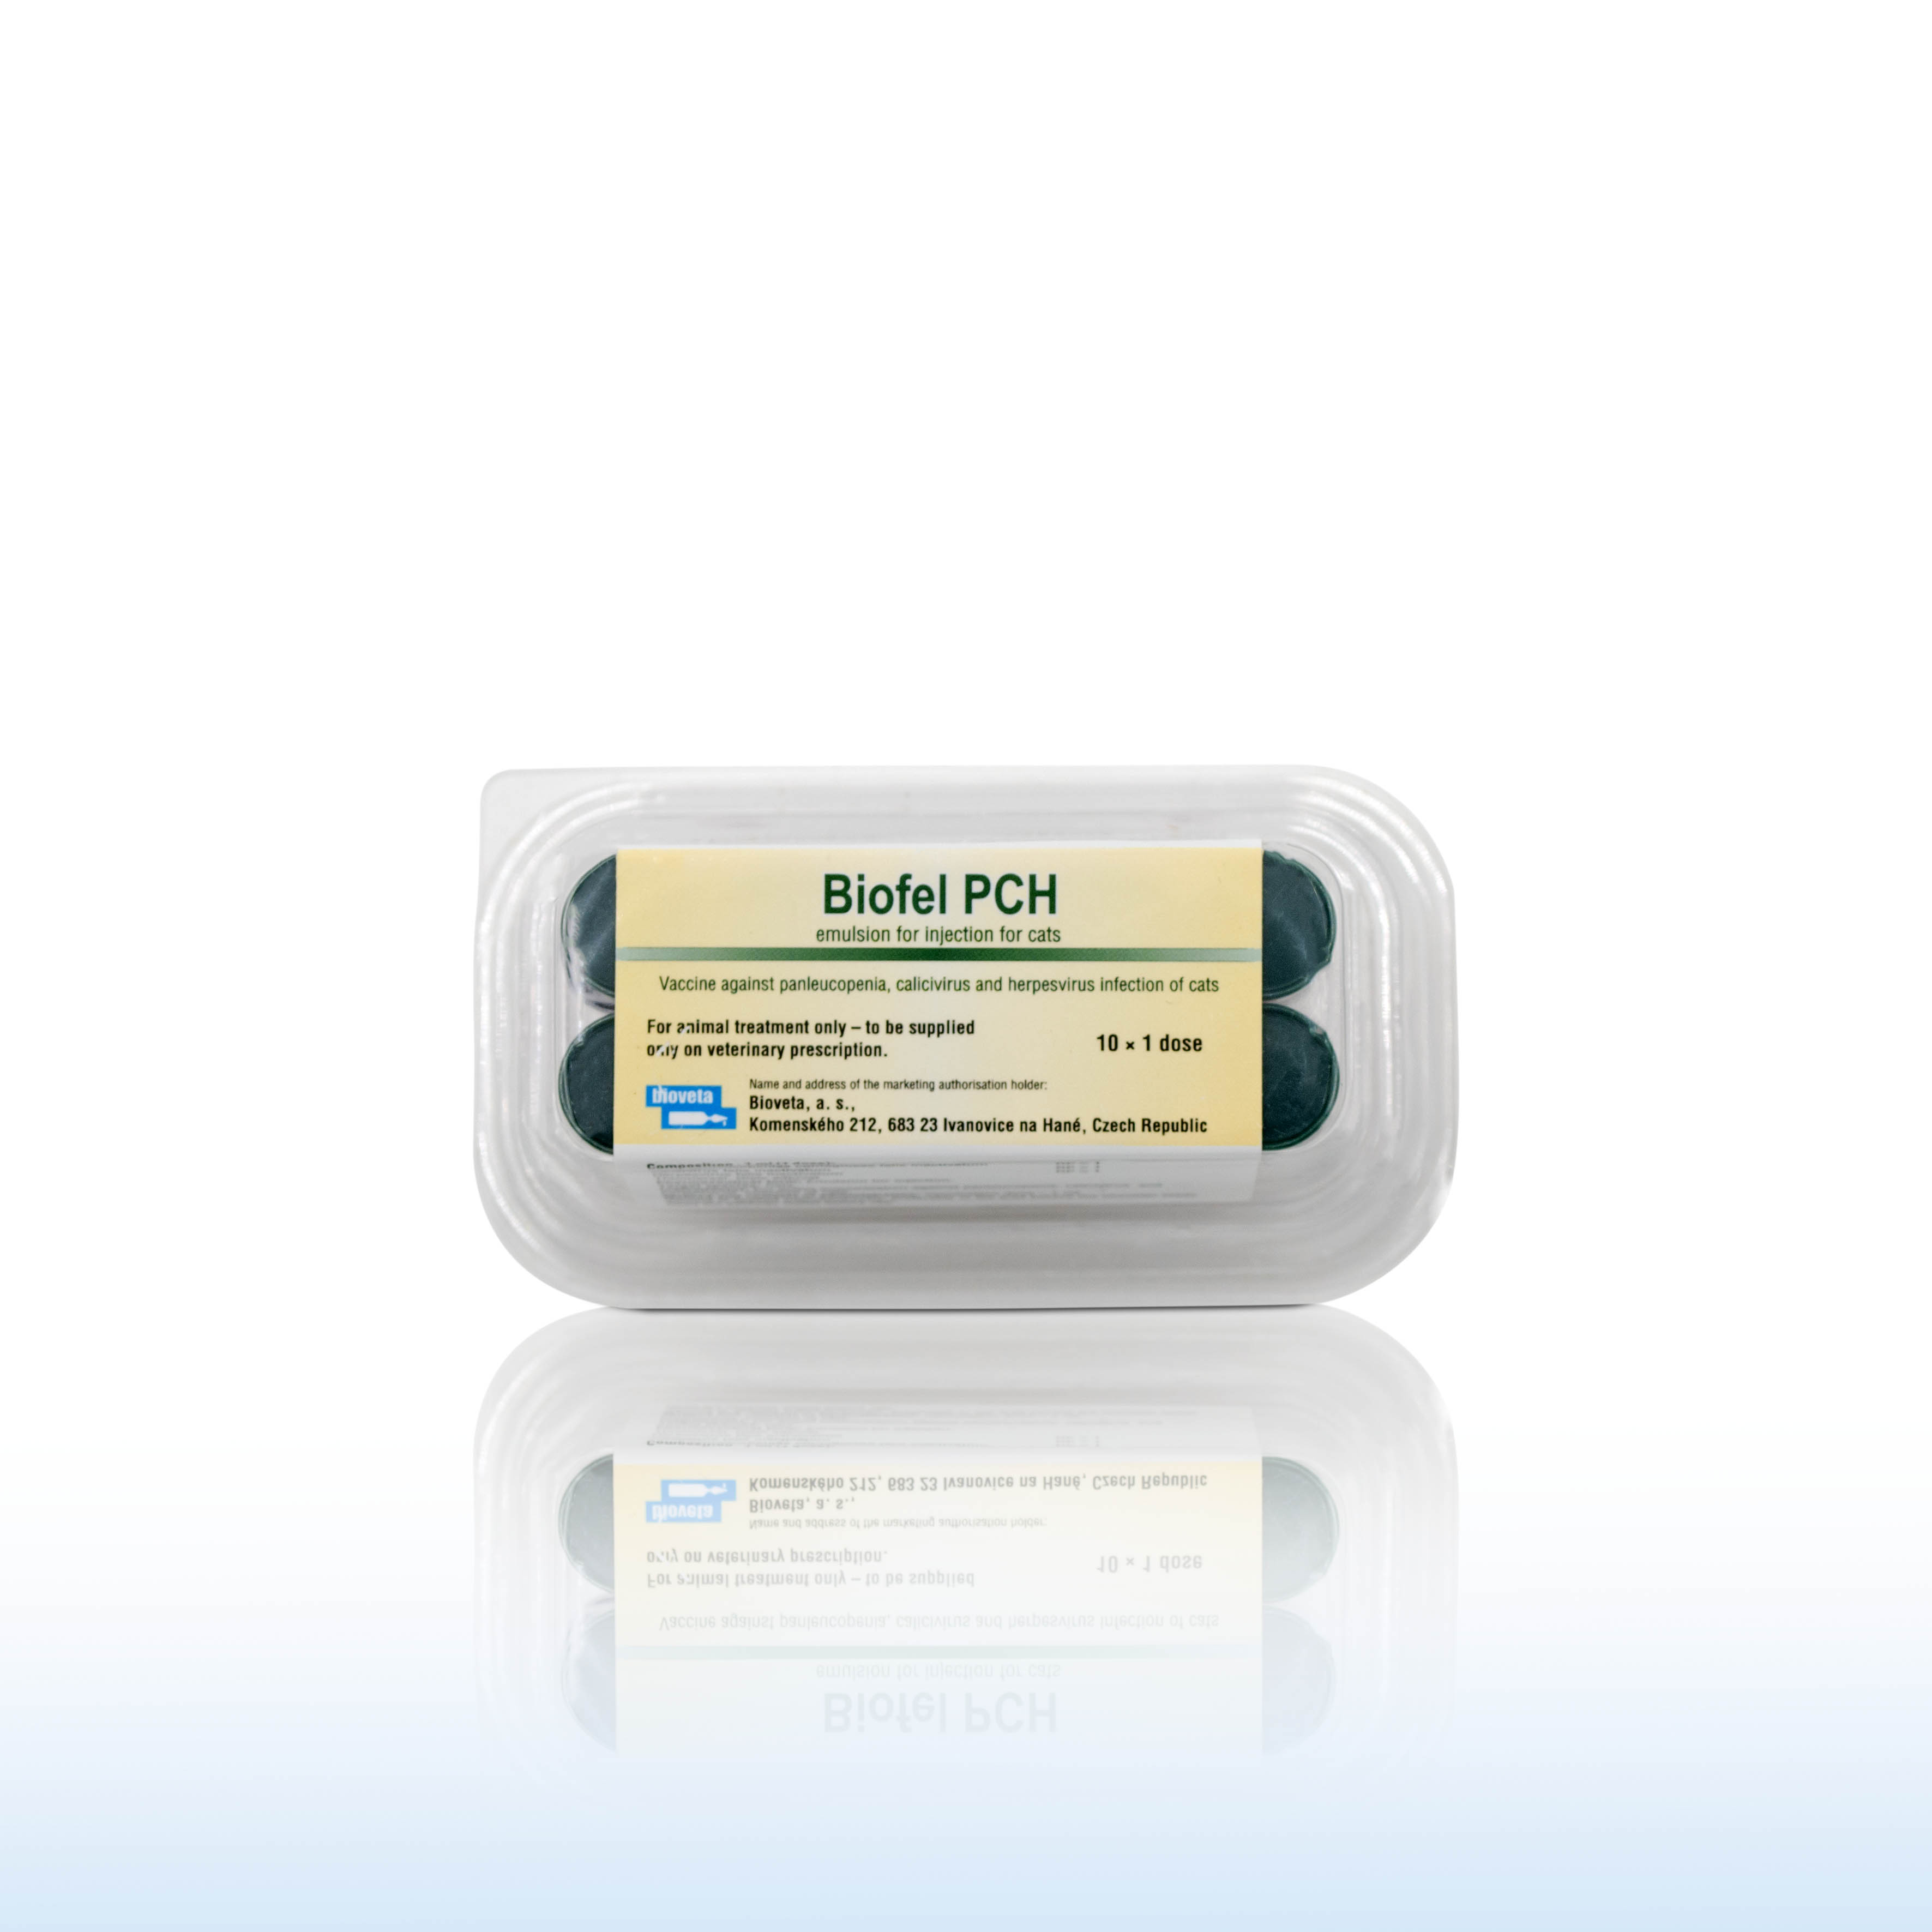 Biofel PCH
emulsion for injection for cats
Vaccine against panleucopenia, calicivirus and herpesvirus infection of cats
For animal treatment only – to be supplied
only on veterinary prescription.
10 × 1 dose
bioveta
Name and address of the marketing authorisation holder:
Bioveta, a. s.,
Komenského 212, 683 23 Ivanovice na Hané, Czech Republic
Composition